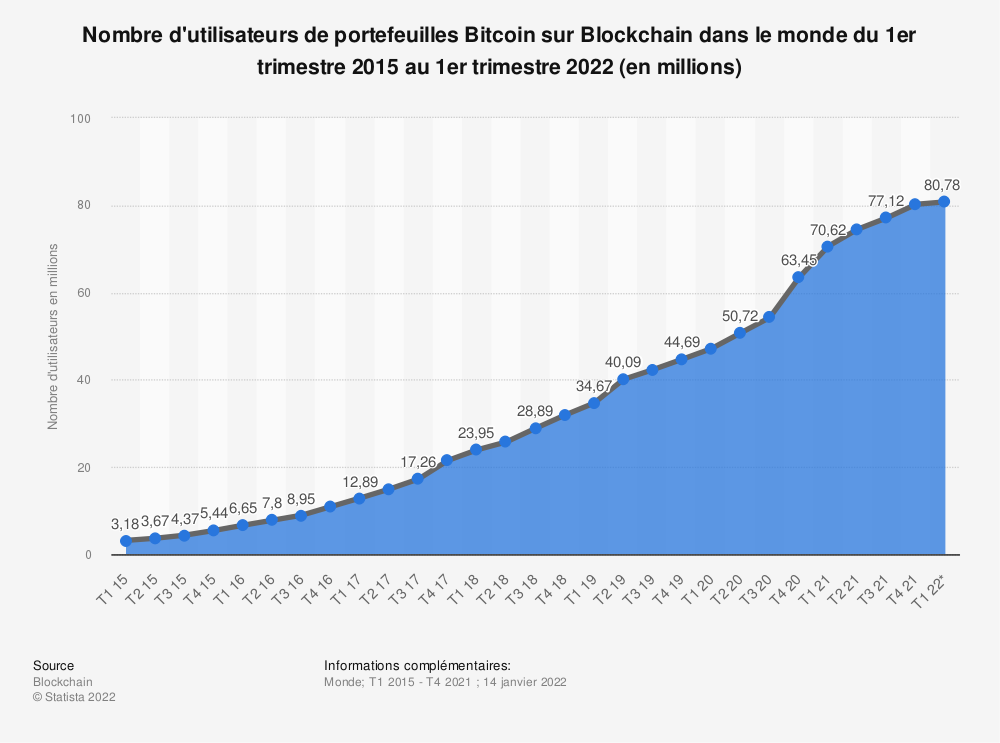 Nombre d'utilisateurs de portefeuilles Bitcoin sur Blockchain dans le monde du 1er
trimestre 2015 au 1er trimestre 2022 (en millions)
Nombre d'utilisateurs en millions
100
80
60
40
20
0
3,18
3,67
4,37
5,44
6,65
7,8
8,95
12,89
17,26
23,95
28,89
34,67
40,09
44,69
50,72
63,45
70,62
77,12
80,78
T1 15
T2 15
T3 15
T4 15
T1 16
T2 16
T3 16
T4 16
T1 17
T2 17
T3 17
T4 17
T1 18
T2 18
T3 18
T4 18
T1 19
T2 19
T3 19
T4 19
T1 20
T2 20
T3 20
T4 20
T1 21
T2 21
T3 21
T4 21
T1 22*
Source
Blockchain
© Statista 2022
Informations complémentaires:
Monde; T1 2015 - T4 2021 ; 14 janvier 2022